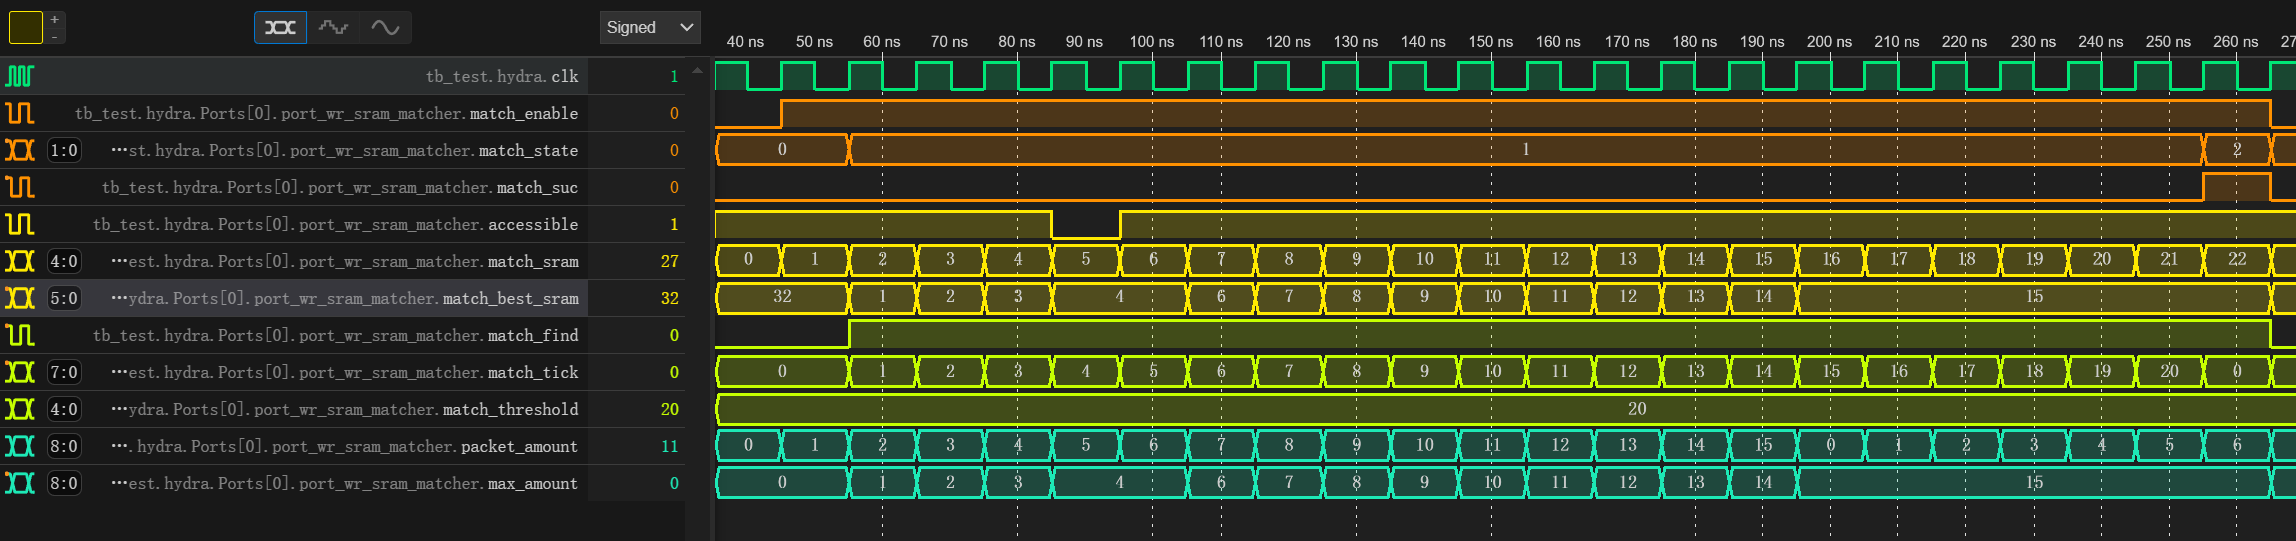 +
-
Signed
40 ns 50 ns 60 ns 70 ns 80 ns 90 ns 100 ns 110 ns 120 ns 130 ns 140 ns 150 ns 160 ns 170 ns 180 ns 190 ns 200 ns 210 ns 220 ns 230 ns 240 ns 250 ns 260 ns 27
tb_test.hydra.clk 1
tb_test.hydra.Ports[0].port_wr_sram_matcher.match_enable 0
1:0 ···st.hydra.Ports[0].port_wr_sram_matcher.match_state 0 0 1 2
tb_test.hydra.Ports[0].port_wr_sram_matcher.match_suc 0
tb_test.hydra.Ports[0].port_wr_sram_matcher.accessible 1
4:0 ···est.hydra.Ports[0].port_wr_sram_matcher.match_sram 27 0 1 2 3 4 5 6 7 8 9 10 11 12 13 14 15 16 17 18 19 20 21 22
5:0 ···ydra.Ports[0].port_wr_sram_matcher.match_best_sram 32 32 1 2 3 4 6 7 8 9 10 11 12 13 14 15
tb_test.hydra.Ports[0].port_wr_sram_matcher.match_find 0
7:0 ···est.hydra.Ports[0].port_wr_sram_matcher.match_tick 0 0 1 2 3 4 5 6 7 8 9 10 11 12 13 14 15 16 17 18 19 20 0
4:0 ···ydra.Ports[0].port_wr_sram_matcher.match_threshold 20 20
8:0 ···.hydra.Ports[0].port_wr_sram_matcher.packet_amount 11 0 1 2 3 4 5 6 7 8 9 10 11 12 13 14 15 0 1 2 3 4 5 6
8:0 ···est.hydra.Ports[0].port_wr_sram_matcher.max_amount 0 0 1 2 3 4 6 7 8 9 10 11 12 13 14 15